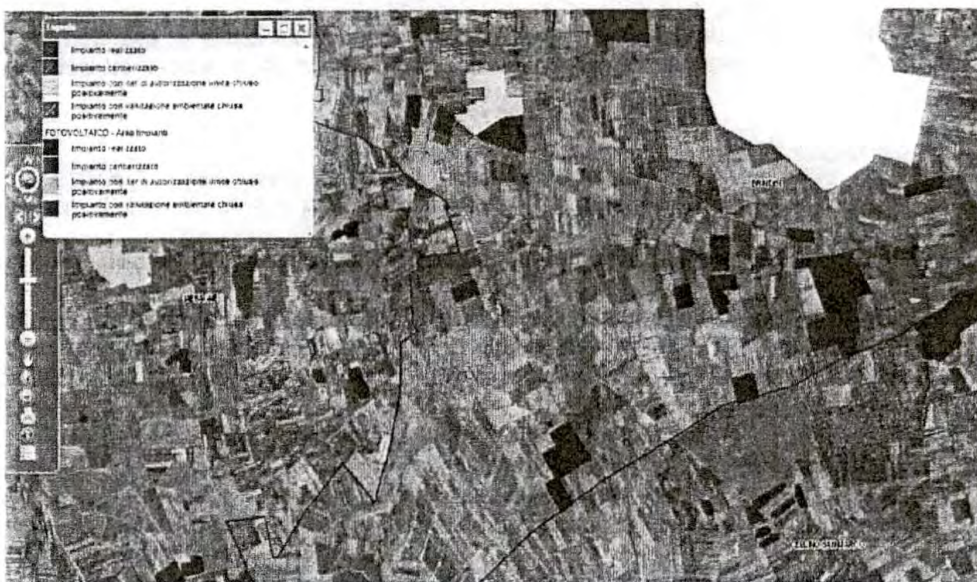 Legenda
Impianto realizzato
Impianto cantierizzato
Impianto con iter di autorizzazione unica chiuso
positivamente
Impianto con valutazione ambientale chiusa
positivamente
FOTOVOLTAICO - Area Impianti
Impianto realizzato
Impianto cantierizzato
Impianto con iter di autorizzazione unica chiuso
positivamente
Impianto con valutazione ambientale chiusa
positivamente